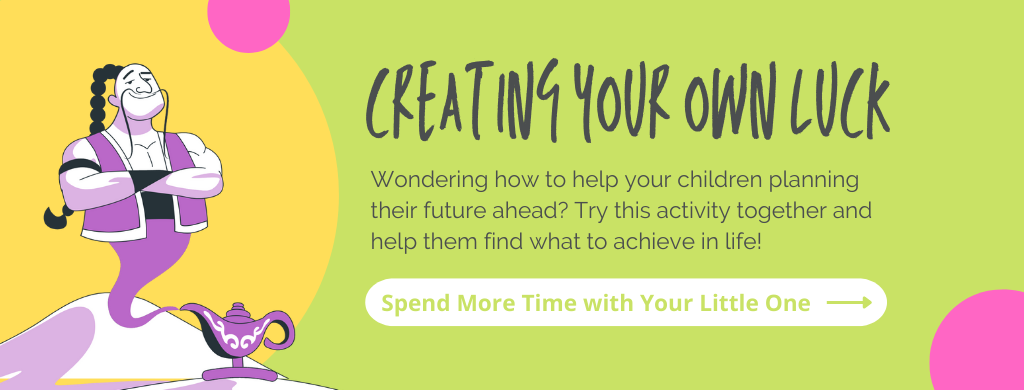 CREATING YOUR OWN LUCK
Wondering how to help your children planning
their future ahead? Try this activity together and
help them find what to achieve in life!
Spend More Time with Your Little One